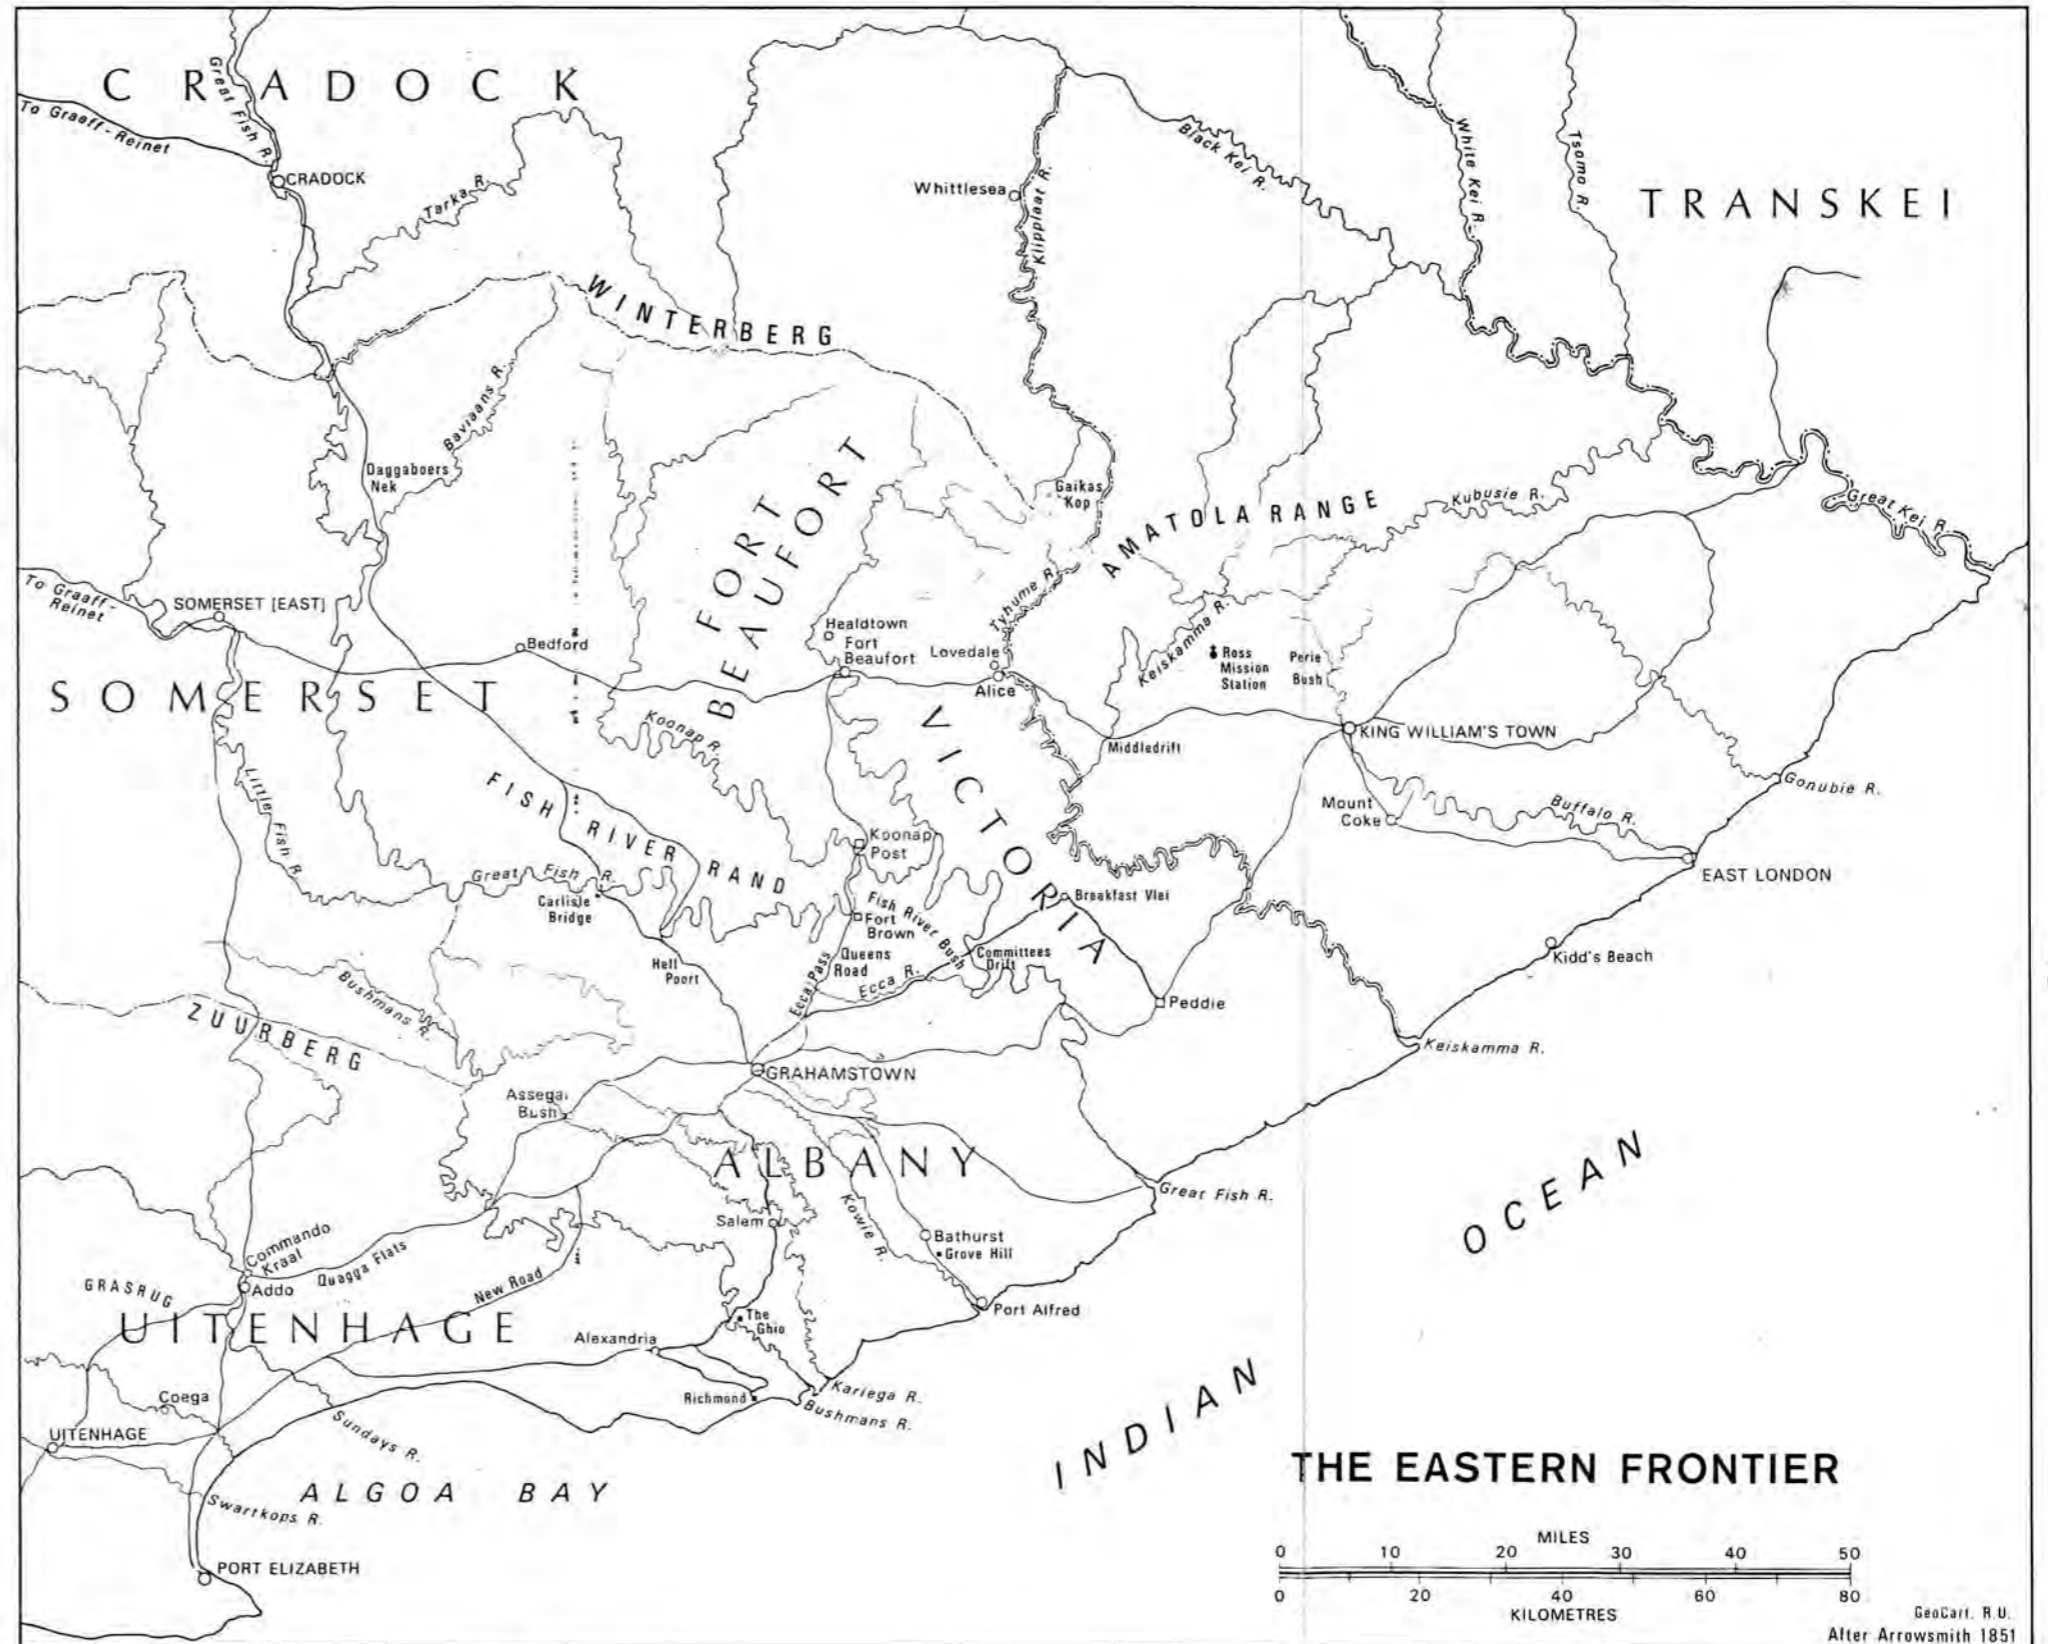 CRADOCK
Great Fish R.
To Graaff-Reinet
CRADOCK
Tarka R.
Whittlesea
Klipplaat R.
Black Kei R.
White Kei R.
Tsomo R.
TRANSKEI
WINTERBERG
Baviaans R.
Daggaboers
Nek
FORT
BEAUFORT
Gaikas
Kop
AMATOLA RANGE
Kubusie R.
Great Kei R.
To Graaff-
Reinet
SOMERSET [EAST]
Bedford
Healdtown
Fort
Beaufort
Lovedale
Alice
Tyhume R.
Keiskamma R.
Ross
Mission
Station
Perie
Bush
SOMERSET
Koonap R.
VICTORIA
Middledrift
KING WILLIAM'S TOWN
Gonubie R.
Little Fish R.
FISH RIVER RAND
Koonap
Post
Mount
Coke
Buffalo R.
EAST LONDON
Great Fish R.
Carlisle
Bridge
Fish River Bush
Fort
Brown
Breakfast Vlei
Hell
Poort
Queens
Road
Ecca Pass
Ecca R.
Committees
Drift
Kidd's Beach
Bushmans R.
Peddie
ZUURBERG
Keiskamma R.
GRAHAMSTOWN
Assegai
Bush
ALBANY
Great Fish R.
Salem
Kowie R.
Bathurst
Grove Hill
Commando
Kraal
Quagga Flats
Addo
GRASRUG
New Road
UITENHAGE
The
Ghio
Port Alfred
Alexandria
Richmond
Kariega R.
Bushmans R.
Coega
UITENHAGE
Sundays R.
ALGOA BAY
Swartkops R.
PORT ELIZABETH
INDIAN OCEAN
THE EASTERN FRONTIER
MILES
0 10 20 30 40 50
0 20 40 60 80
KILOMETRES
GeoCart. R.U.
After Arrowsmith 1851